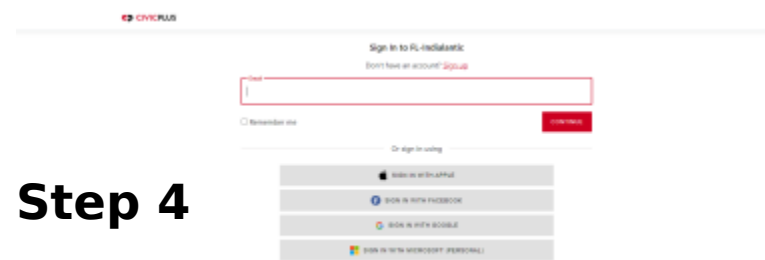 CIVICPLUS
Sign In to FL-Indialantic
Don't have an account? Sign up
Email
Remember me
CONTINUE
Or sign in using
SIGN IN WITH APPLE
Step 4
SIGN IN WITH FACEBOOK
SIGN IN WITH GOOGLE
SIGN IN WITH MICROSOFT (PERSONAL)